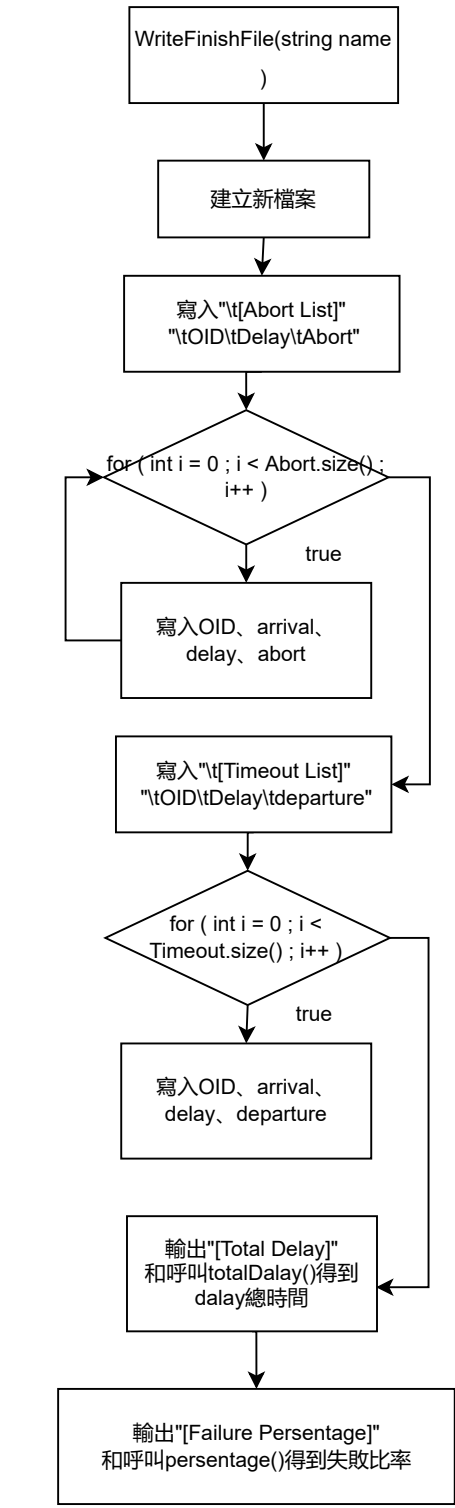 WriteFinishFile(string name
)
建立新檔案
寫入"\t[Abort List]"
"\tOID\tDelay\tAbort"
for ( int i = 0 ; i < Abort.size() ;
i++ )
true
寫入OID、arrival、
delay、abort
寫入"\t[Timeout List]"
"\tOID\tDelay\tdeparture"
for ( int i = 0 ; i <
Timeout.size() ; i++ )
true
寫入OID、arrival、
delay、departure
輸出"[Total Delay]"
和呼叫totalDalay()得到
dalay總時間
輸出"[Failure Persentage]"
和呼叫persentage()得到失敗比率